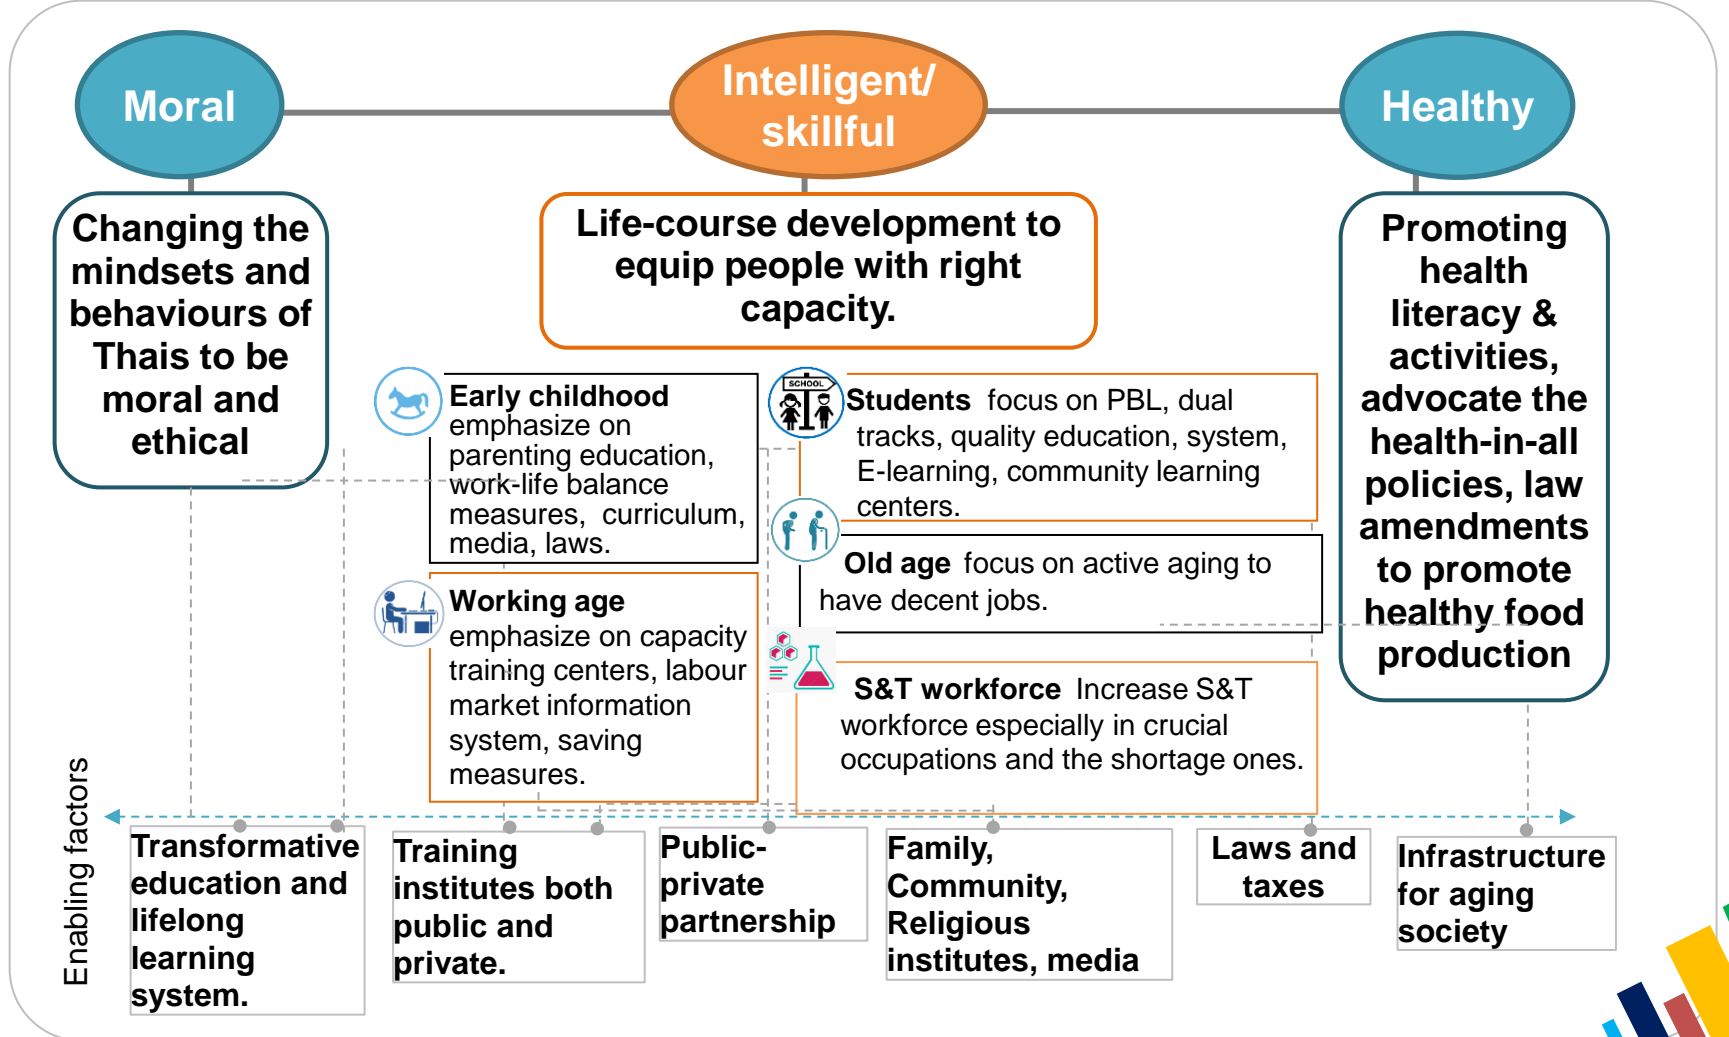 Moral
Intelligent/
skillful
Healthy
Changing the
mindsets and
behaviours of
Thais to be
moral and
ethical
Life-course development to
equip people with right
capacity.
Promoting
health
literacy &
activities,
advocate the
health-in-all
policies, law
amendments
to promote
healthy food
production
Early childhood
emphasize on
parenting education,
work-life balance
measures, curriculum,
media, laws.
SCHOOL
Students focus on PBL, dual
tracks, quality education, system,
E-learning, community learning
centers.
Old age focus on active aging to
have decent jobs.
Working age
emphasize on capacity
training centers, labour
market information
system, saving
measures.
S&T workforce Increase S&T
workforce especially in crucial
occupations and the shortage ones.
Enabling factors
Transformative
education and
lifelong
learning
system.
Training
institutes both
public and
private.
Public-
private
partnership
Family,
Community,
Religious
institutes, media
Laws and
taxes
Infrastructure
for aging
society